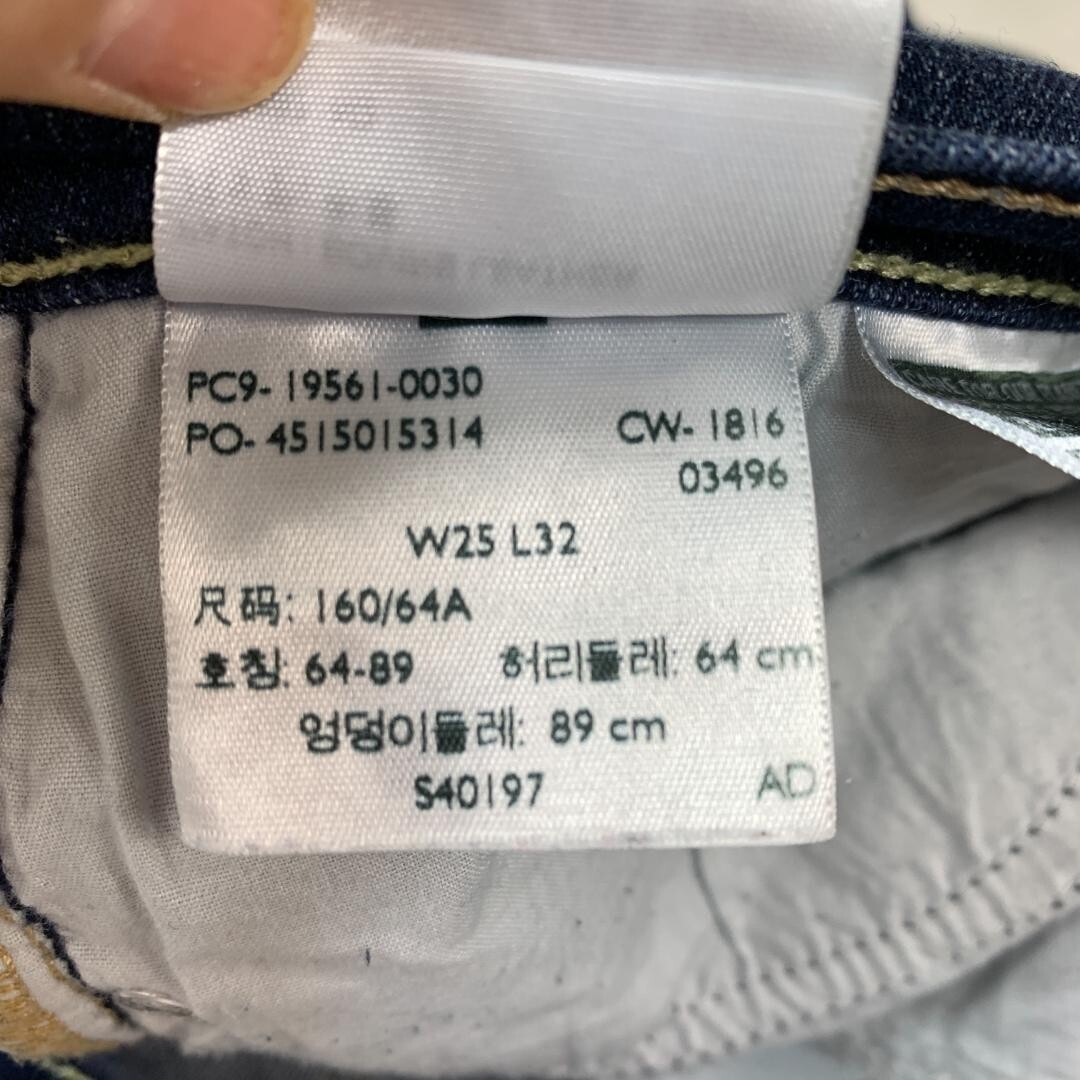 PC9- 19561-0030
PO- 4515015314 CW- 1816
03496
W25 L32
尺码: 160/64A
호칭: 64-89 허리둘레: 64 cm
엉덩이둘레: 89 cm
S40197 AD